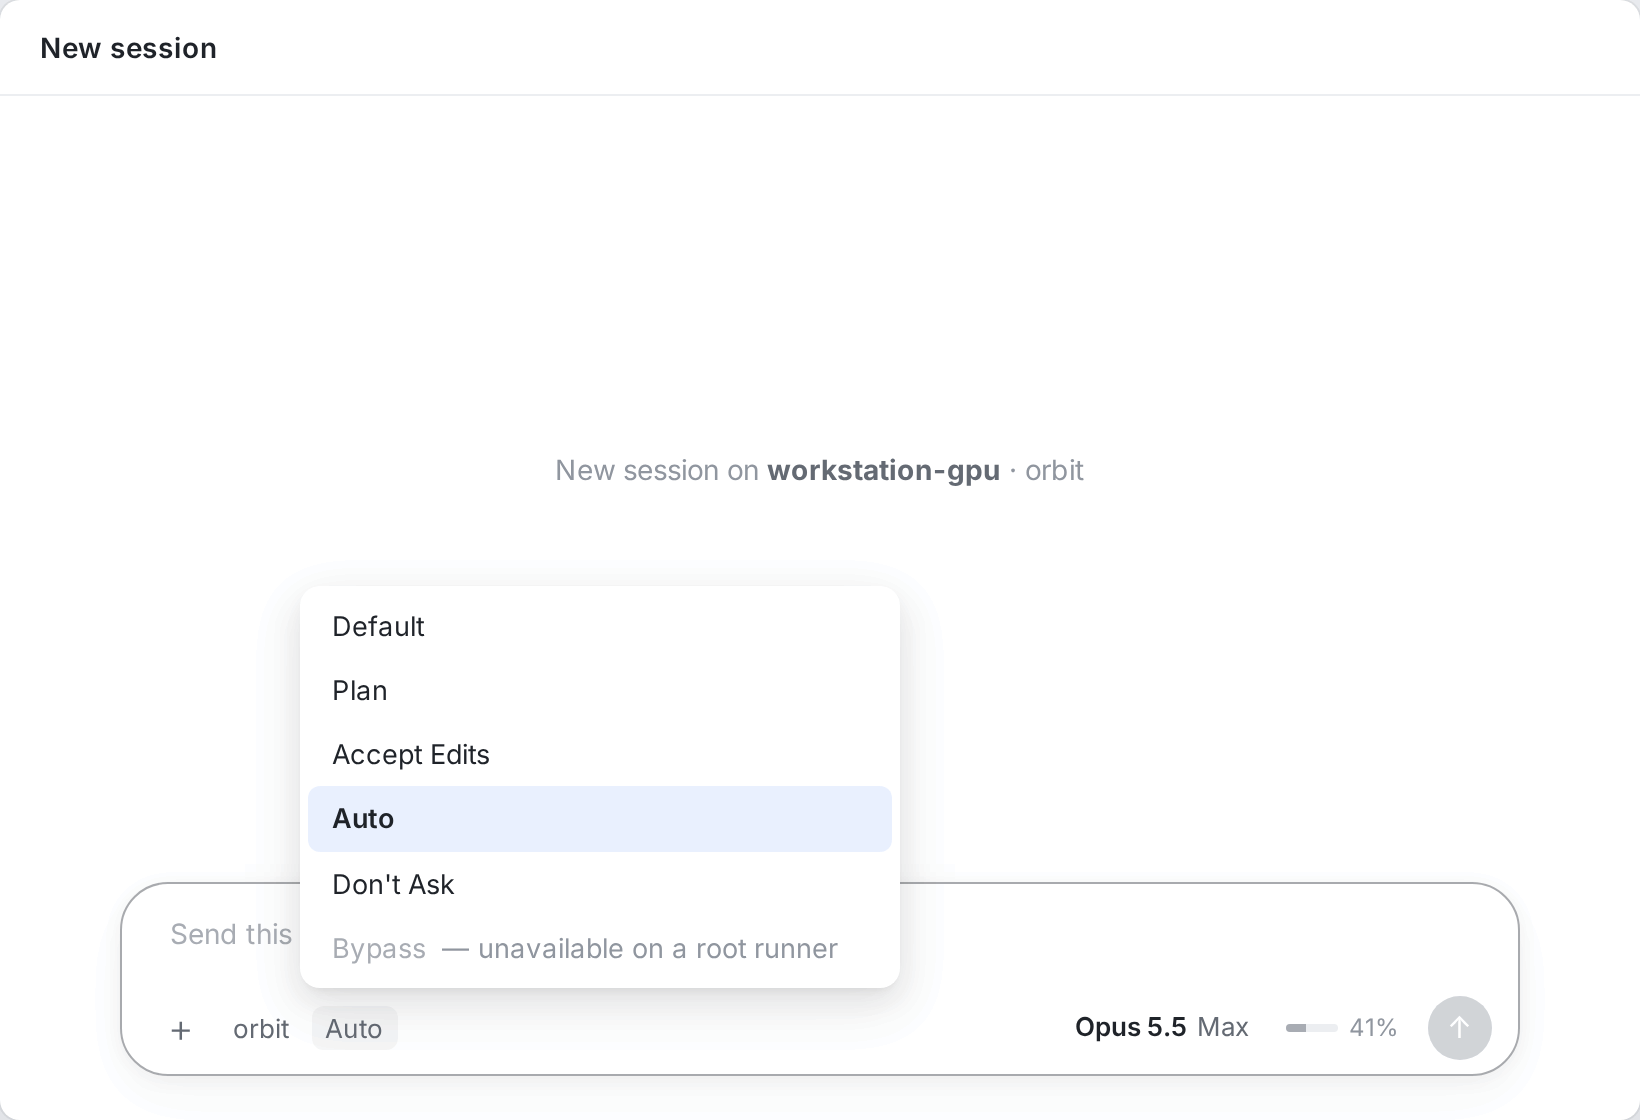 New session
New session on workstation-gpu · orbit
Default
Plan
Accept Edits
Auto
Don't Ask
Bypass — unavailable on a root runner
Send this
+ orbit Auto Opus 5.5 Max 41%